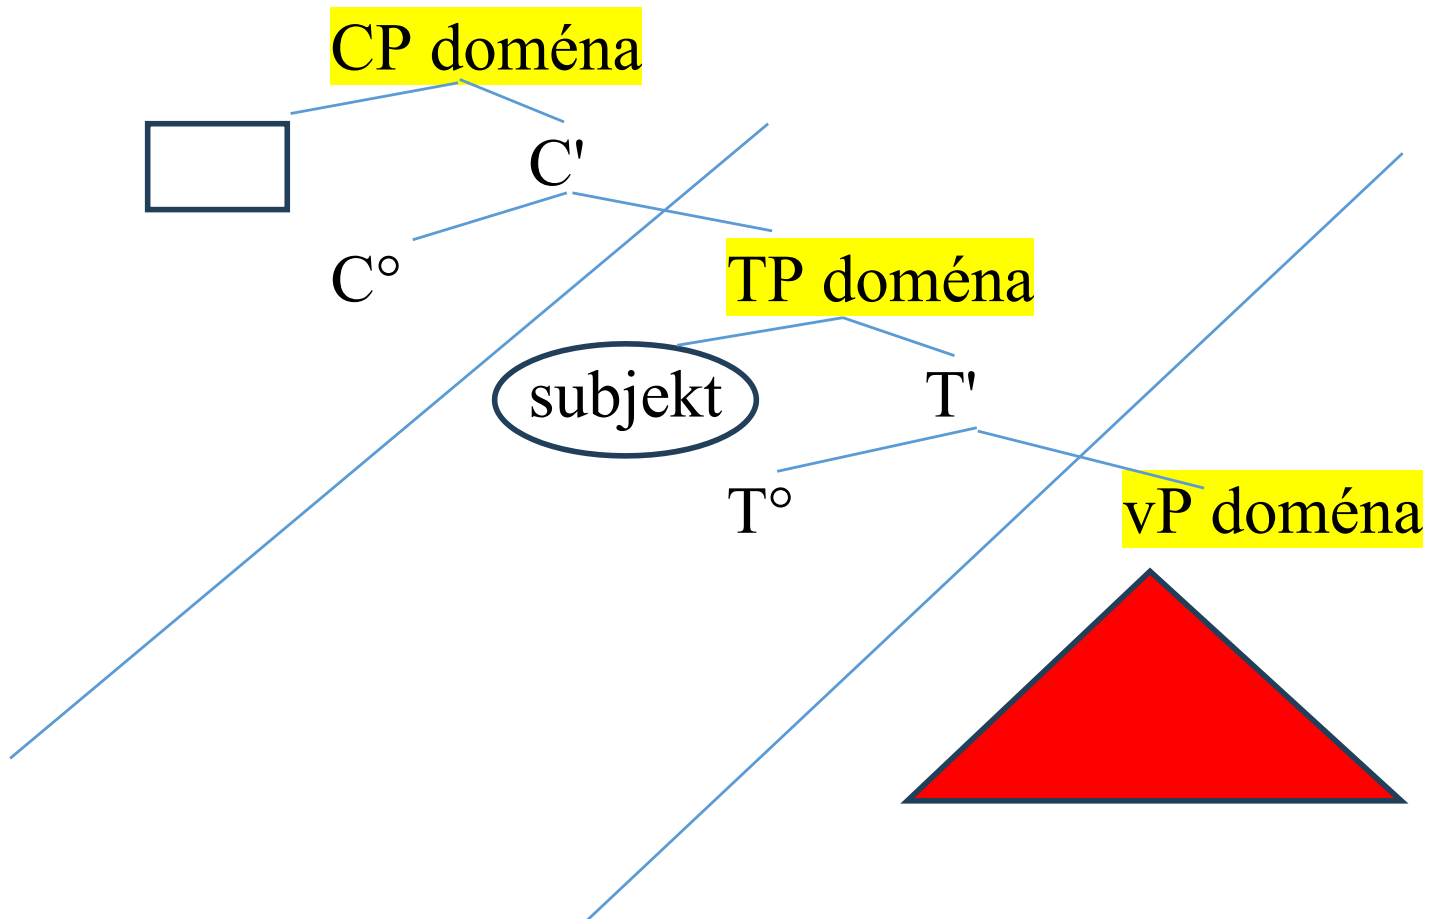 CP doména
C'
C°
TP doména
subjekt
T'
T°
vP doména